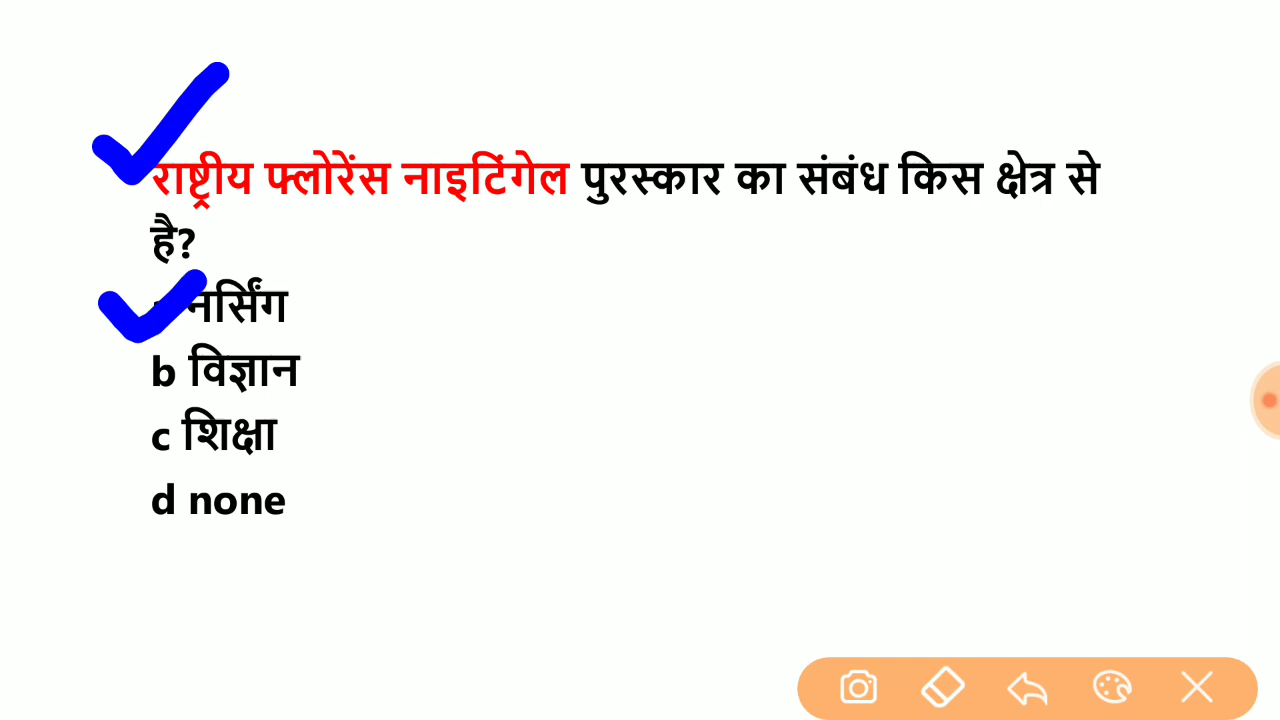 राष्ट्रीय फ्लोरेंस नाइटिंगेल पुरस्कार का संबंध किस क्षेत्र से
है?
नर्सिंग
b विज्ञान
c शिक्षा
d none